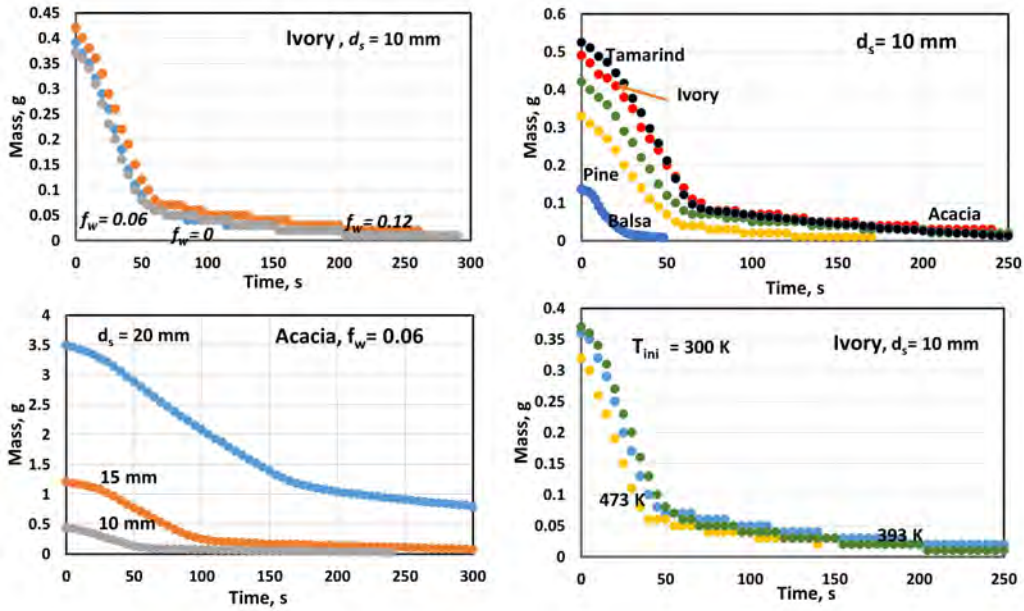 Ivory , ds = 10 mm
Mass, g
0.45
0.4
0.35
0.3
0.25
0.2
0.15
0.1
0.05
0
fw= 0.06
fw= 0
fw= 0.12
0 50 100 150 200 250 300
Time, s
ds= 10 mm
Mass, g
0.6
0.5
0.4
0.3
0.2
0.1
0.0
Tamarind
Ivory
Pine
Balsa
Acacia
0 50 100 150 200 250
Time, s
ds = 20 mm
Acacia, fw= 0.06
Mass, g
4
3.5
3
2.5
2
1.5
1
0.5
0
15 mm
10 mm
0 50 100 150 200 250 300
Time, s
Tini = 300 K
Ivory, ds= 10 mm
Mass, g
0.4
0.35
0.3
0.25
0.2
0.15
0.1
0.05
0
473 K
393 K
0 50 100 150 200 250
Time, s